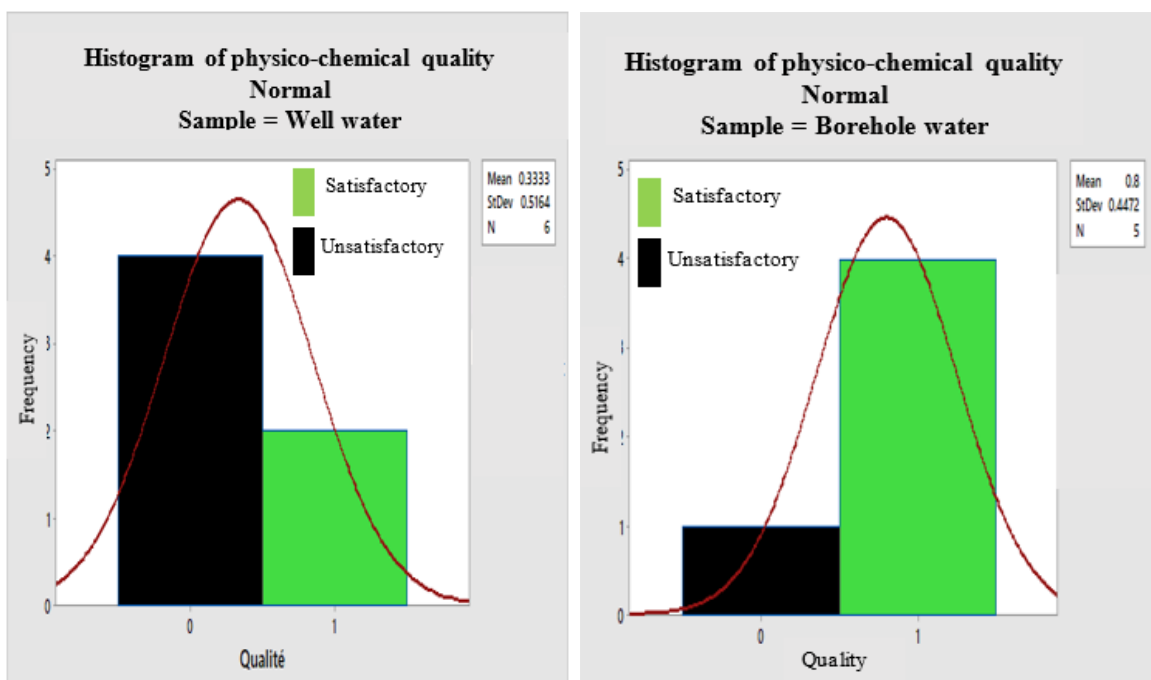 Histogram of physico-chemical quality
Normal
Sample = Well water
5
4
3
2
1
0
Frequency
Satisfactory
Unsatisfactory
Mean 0.3333
StDev 0.5164
N 6
0 1
Qualité
Histogram of physico-chemical quality
Normal
Sample = Borehole water
5
4
3
2
1
0
Frequency
Satisfactory
Unsatisfactory
Mean 0.8
StDev 0.4472
N 5
0 1
Quality